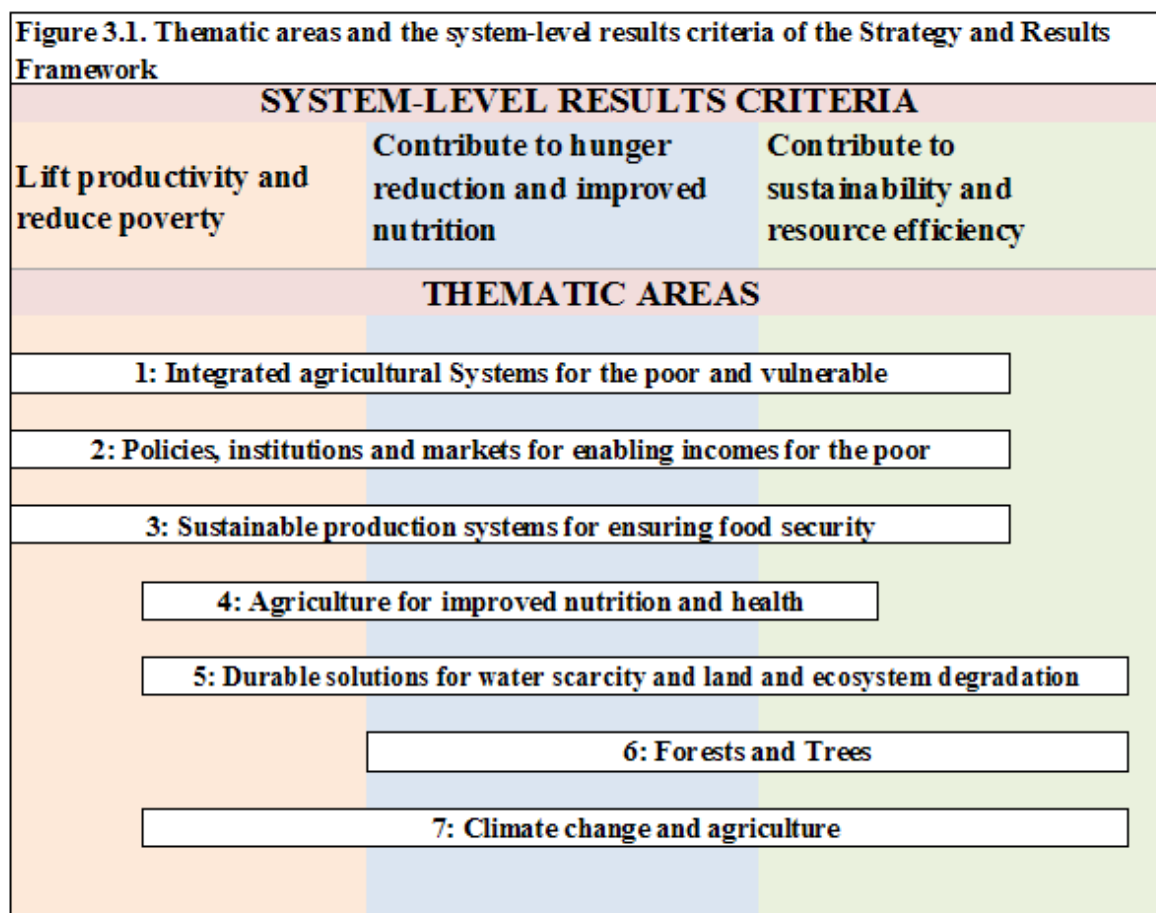 Figure 3.1. Thematic areas and the system-level results criteria of the Strategy and Results
Framework
SYSTEM-LEVEL RESULTS CRITERIA
Lift productivity and
reduce poverty
Contribute to hunger
reduction and improved
nutrition
Contribute to
sustainability and
resource efficiency
THEMATIC AREAS
1: Integrated agricultural Systems for the poor and vulnerable
2: Policies, institutions and markets for enabling incomes for the poor
3: Sustainable production systems for ensuring food security
4: Agriculture for improved nutrition and health
5: Durable solutions for water scarcity and land and ecosystem degradation
6: Forests and Trees
7: Climate change and agriculture